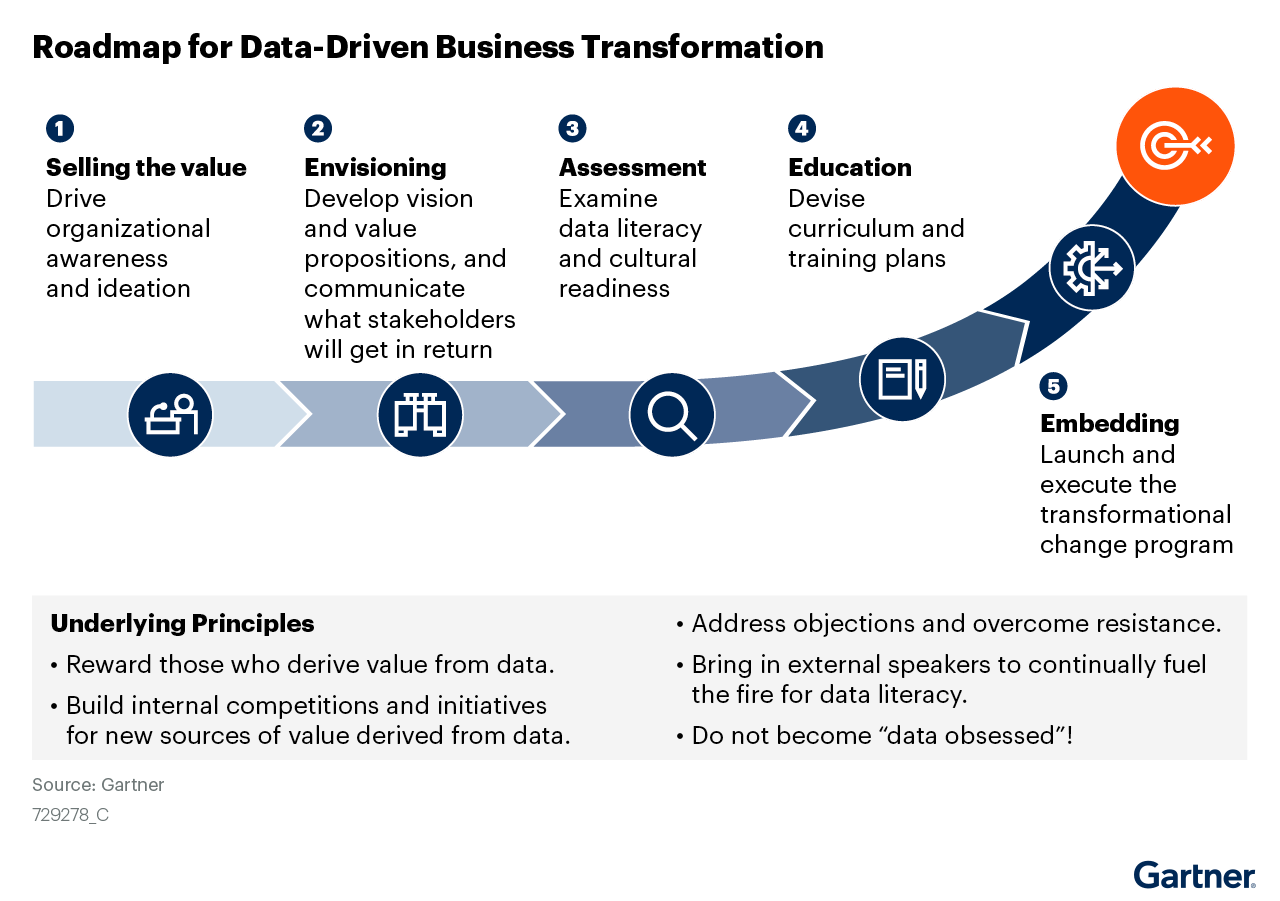 Roadmap for Data-Driven Business Transformation
1
Selling the value
Drive
organizational
awareness
and ideation
2
Envisioning
Develop vision
and value
propositions, and
communicate
what stakeholders
will get in return
3
Assessment
Examine
data literacy
and cultural
readiness
4
Education
Devise
curriculum and
training plans
5
Embedding
Launch and
execute the
transformational
change program
Underlying Principles
• Reward those who derive value from data.
• Build internal competitions and initiatives
for new sources of value derived from data.
• Address objections and overcome resistance.
• Bring in external speakers to continually fuel
the fire for data literacy.
• Do not become “data obsessed”!
Source: Gartner
729278_C
Gartner®